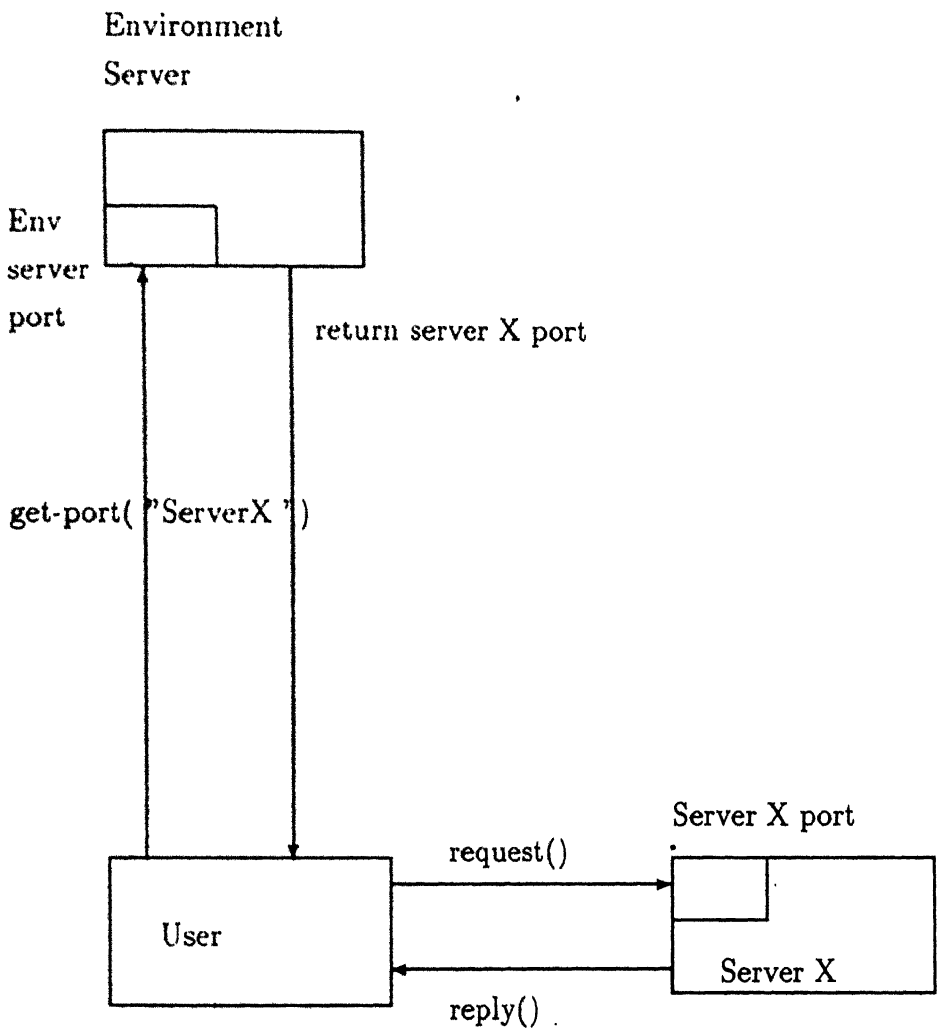 Environment
Server
Env
server
port
return server X port
get-port( "ServerX ")
Server X port
request()
User
Server X
reply()